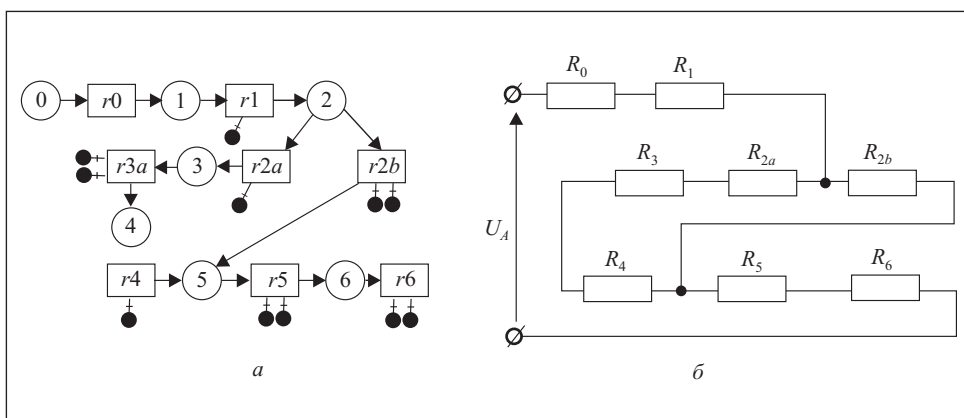 0 r0 1 r1 2
r3a 3 r2a r2b
4
r4 5 r5 6 r6
а
R0 R1
R3 R2a R2b
UA
R4 R5 R6
б